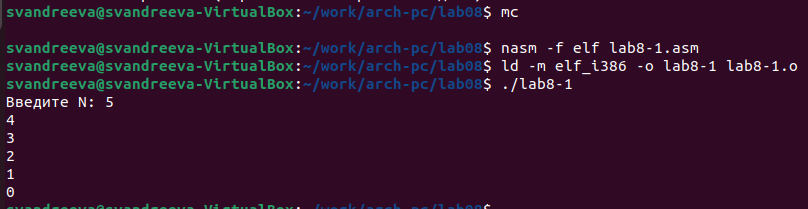 svandreeva@svandreeva-VirtualBox:~/work/arch-pc/lab08$ mc
svandreeva@svandreeva-VirtualBox:~/work/arch-pc/lab08$ nasm -f elf lab8-1.asm
svandreeva@svandreeva-VirtualBox:~/work/arch-pc/lab08$ ld -m elf_i386 -o lab8-1 lab8-1.o
svandreeva@svandreeva-VirtualBox:~/work/arch-pc/lab08$ ./lab8-1
Введите N: 5
4
3
2
1
0
svandreeva@svandreeva-VirtualBox:~/work/arch-pc/lab08$